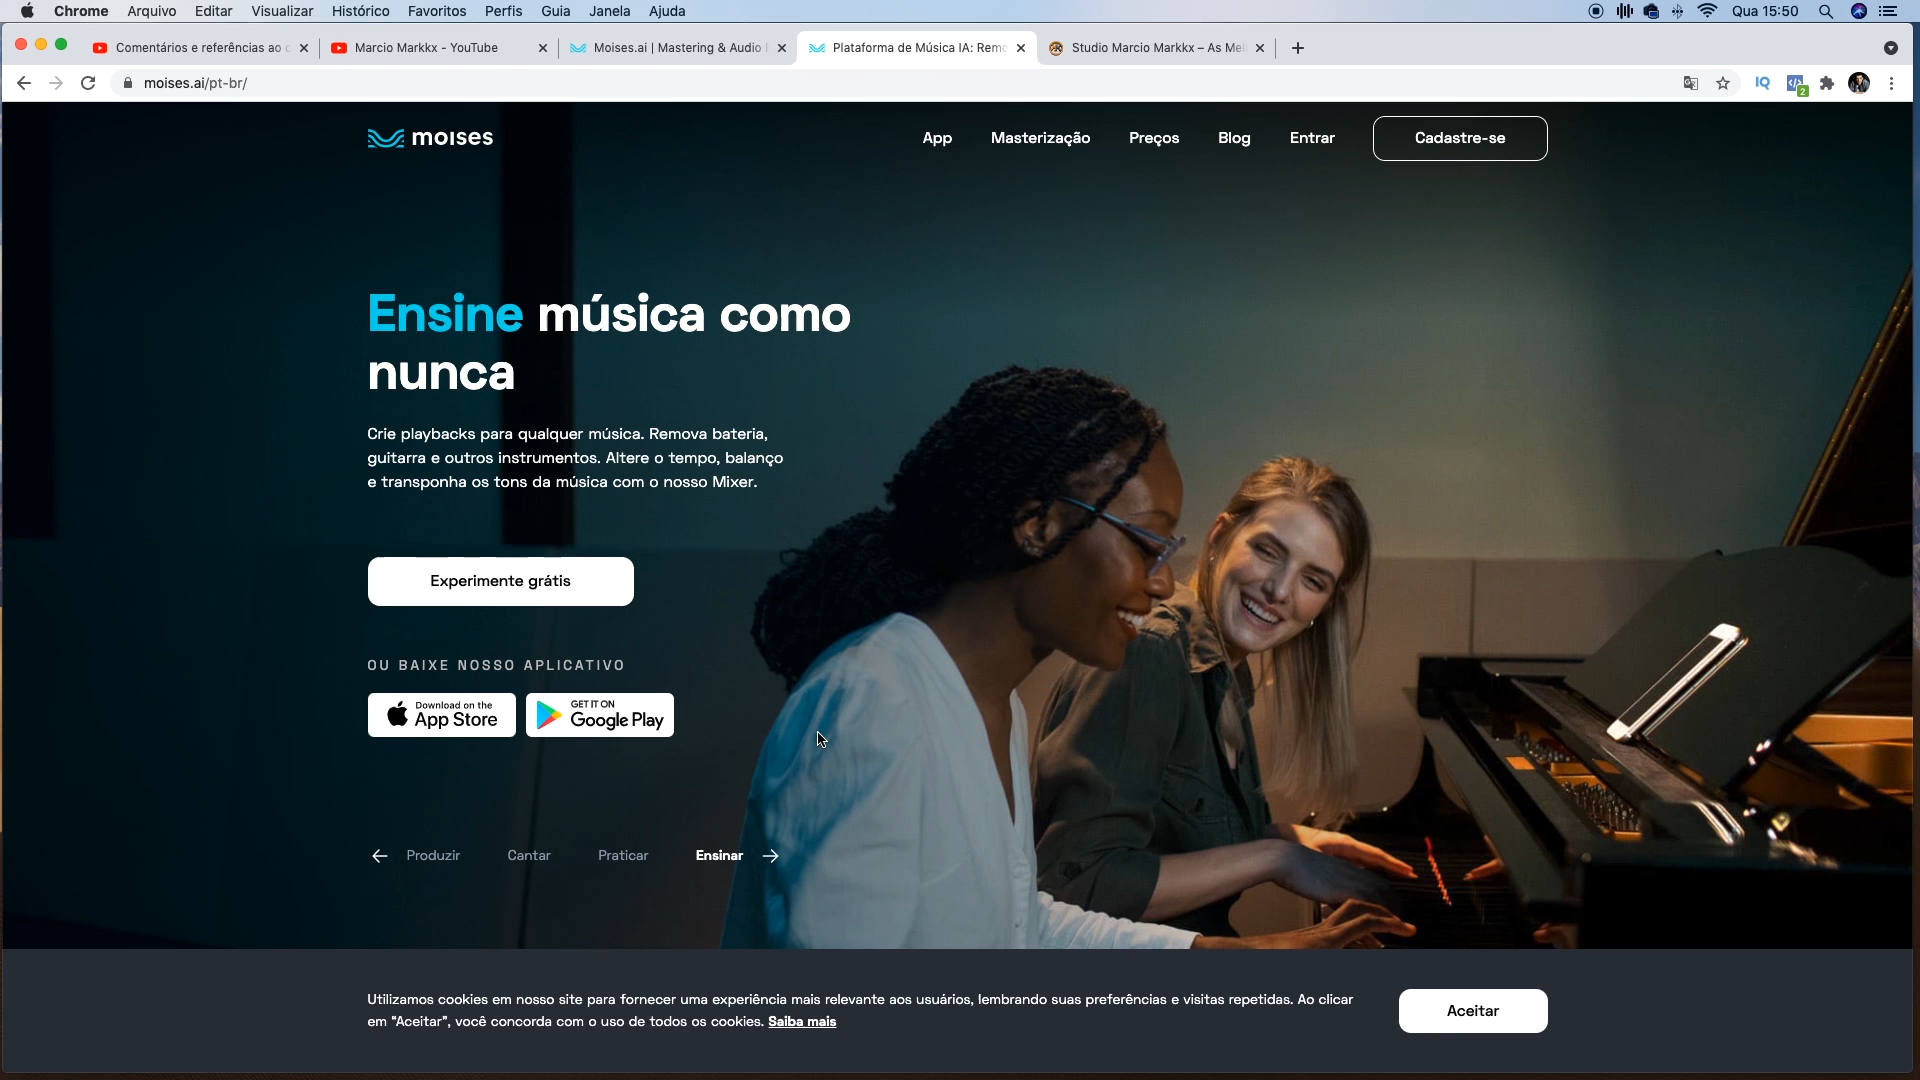 Chrome Arquivo Editar Visualizar Histórico Favoritos Perfis Guia Janela Ajuda Qua 15:50
Comentários e referências ao Marcio Markkx - YouTube Moises.ai | Mastering & Audio Plataforma de Música IA: Remo Studio Marcio Markkx – As Mel
moises.ai/pt-br/ IQ 2
moises App Masterização Preços Blog Entrar Cadastre-se
Ensine música como
nunca
Crie playbacks para qualquer música. Remova bateria,
guitarra e outros instrumentos. Altere o tempo, balanço
e transponha os tons da música com o nosso Mixer.
Experimente grátis
OU BAIXE NOSSO APLICATIVO
Download on the
App Store
GET IT ON
Google Play
Produzir Cantar Praticar Ensinar
Utilizamos cookies em nosso site para fornecer uma experiência mais relevante aos usuários, lembrando suas preferências e visitas repetidas. Ao clicar
em “Aceitar”, você concorda com o uso de todos os cookies. Saiba mais
Aceitar